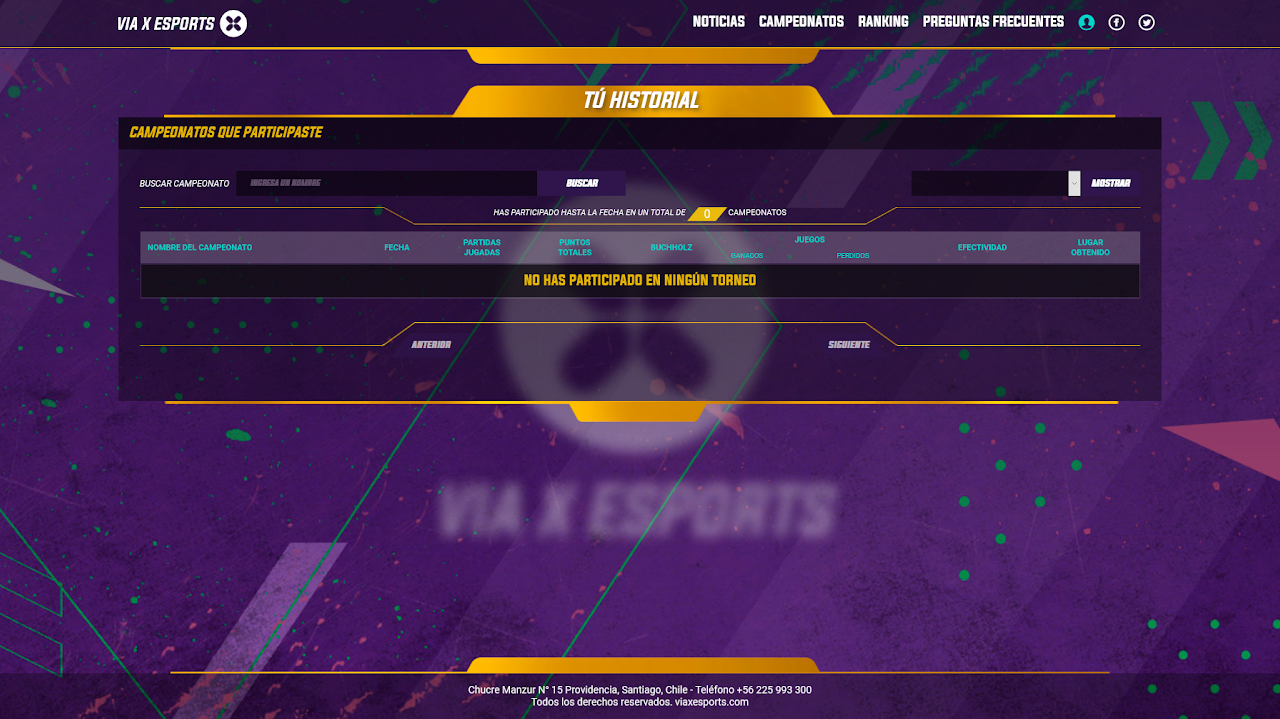 VIA X ESPORTS
NOTICIAS CAMPEONATOS RANKING PREGUNTAS FRECUENTES
TÚ HISTORIAL
CAMPEONATOS QUE PARTICIPASTE
BUSCAR CAMPEONATO INGRESA UN NOMBRE BUSCAR MOSTRAR
HAS PARTICIPADO HASTA LA FECHA EN UN TOTAL DE 0 CAMPEONATOS
NOMBRE DEL CAMPEONATO FECHA PARTIDAS JUGADAS PUNTOS TOTALES BUCHHOLZ JUEGOS GANADOS PERDIDOS EFECTIVIDAD LUGAR OBTENIDO
NO HAS PARTICIPADO EN NINGÚN TORNEO
ANTERIOR SIGUIENTE
VIA X ESPORTS
Chucre Manzur N° 15 Providencia, Santiago, Chile - Teléfono +56 225 993 300
Todos los derechos reservados. viaxesports.com